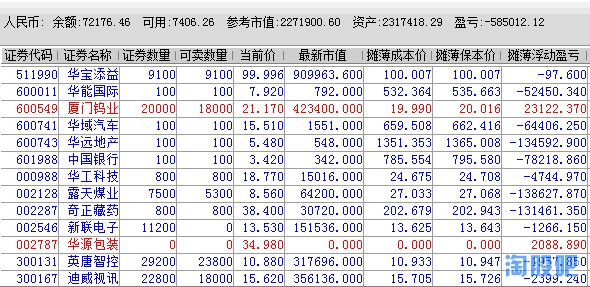 人民币: 余额:72176.46 可用:7406.26 参考市值:2271900.60 资产:2317418.29 盈亏:-585012.12
证券代码 证券名称 证券数量 可卖数量 当前价 最新市值 摊薄成本价 摊薄保本价 摊薄浮动盈亏
511990 华宝添益 9100 9100 99.996 909963.600 100.007 100.007 -97.600
600011 华能国际 100 100 7.920 792.000 532.364 535.663 -52450.340
600549 厦门钨业 20000 18000 21.170 423400.000 19.990 20.016 23122.370
600741 华域汽车 100 100 15.510 1551.000 659.508 662.416 -64406.250
600743 华远地产 100 100 5.480 548.000 1351.353 1365.008 -134592.900
601988 中国银行 100 100 3.420 342.000 785.554 795.580 -78218.860
000988 华工科技 800 800 18.770 15016.000 24.675 24.708 -4744.970
002128 露天煤业 7500 5300 8.560 64200.000 27.033 27.068 -138627.870
002287 奇正藏药 800 800 38.400 30720.000 202.679 202.943 -131461.350
002546 新联电子 11200 0 13.530 151536.000 13.625 13.643 -1266.150
002787 华源包装 0 0 34.980 0.000 0.000 0.000 2088.890
300131 英唐智控 29200 23800 10.880 317696.000 10.933 10.947
300167 迪威视讯 22800 18000 15.620 356136.000 15.705 15.726 -2399.240
淘股吧